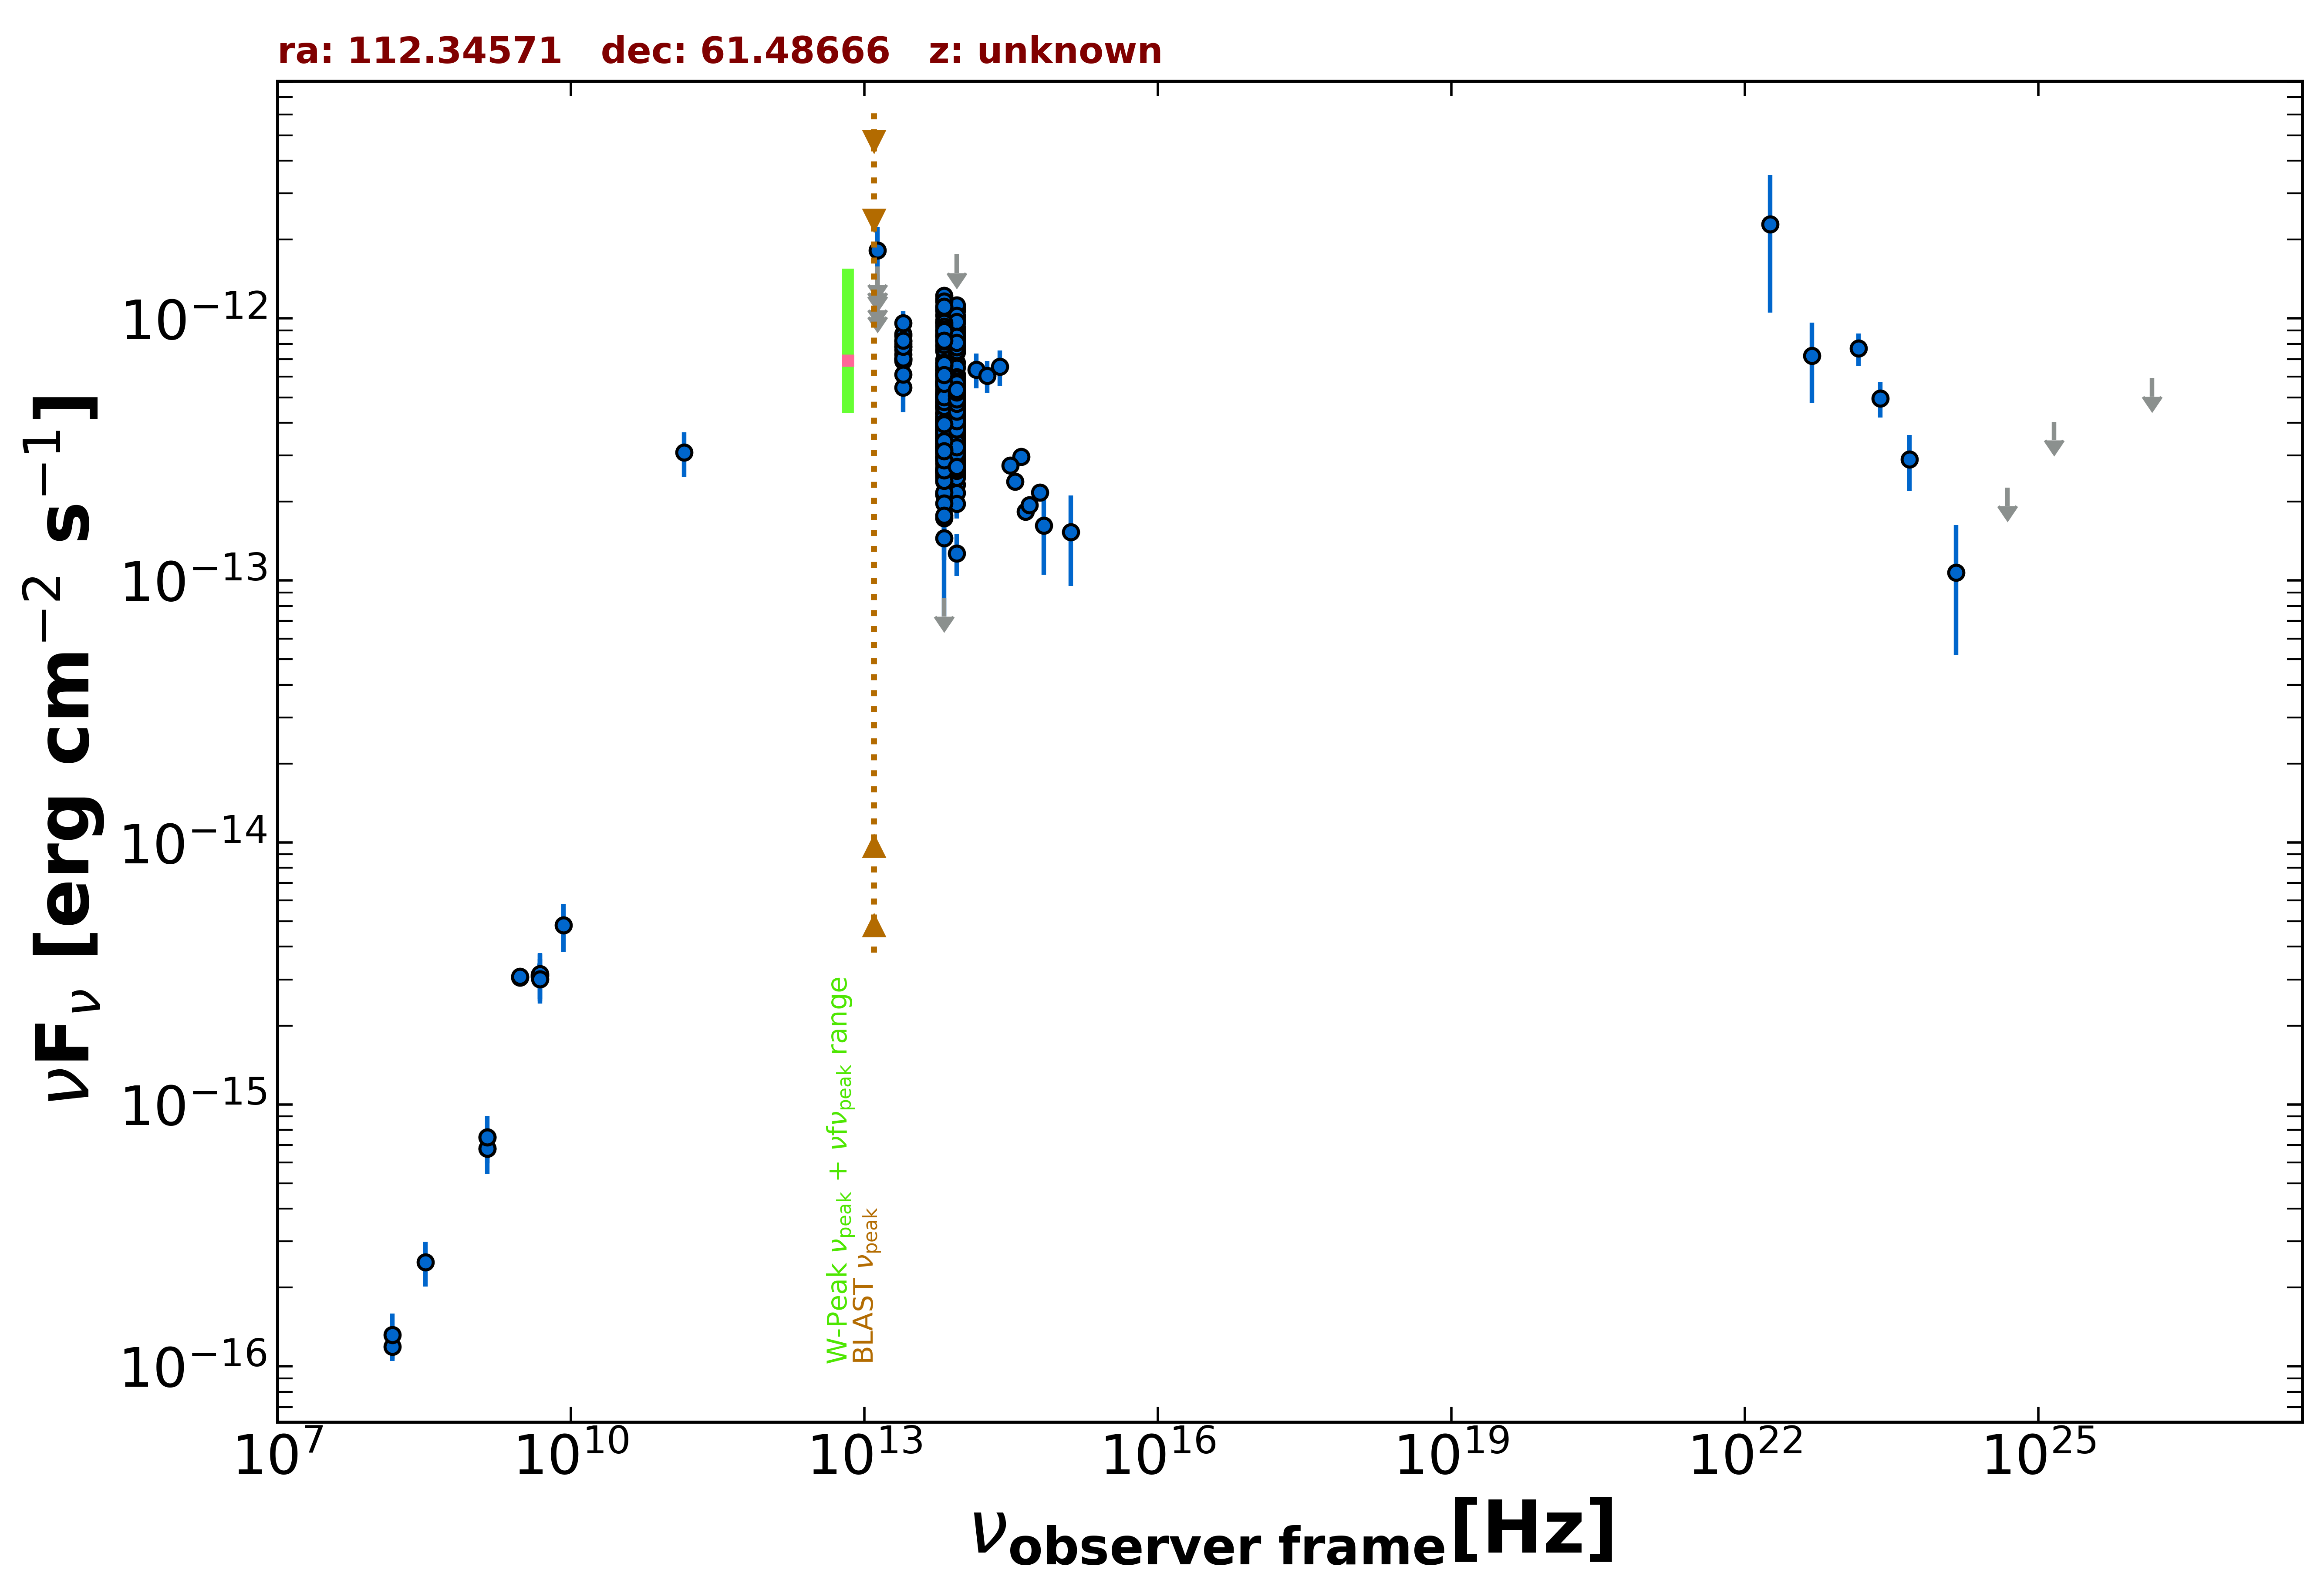 ra: 112.34571 dec: 61.48666 z: unknown
νFν [erg cm−2 s−1]
10−12
10−13
10−14
10−15
10−16
W-Peak νpeak + νfνpeak range
BLAST νpeak
107 1010 1013 1016 1019 1022 1025
νobserver frame[Hz]